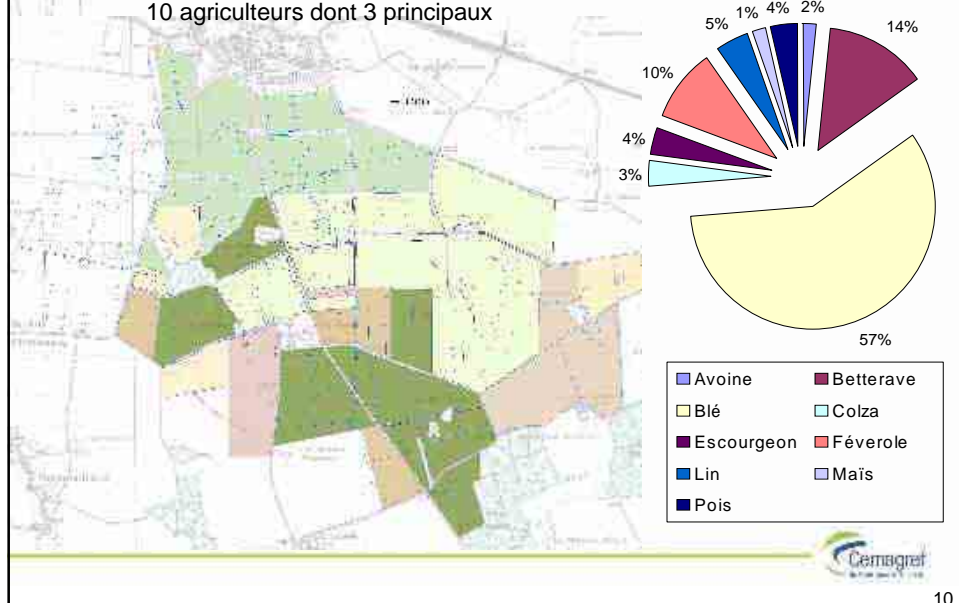 10 agriculteurs dont 3 principaux
5%
1%
4%
2%
14%
10%
4%
3%
57%
Avoine
Betterave
Blé
Colza
Escourgeon
Féverole
Lin
Maïs
Pois
Cemagref
10